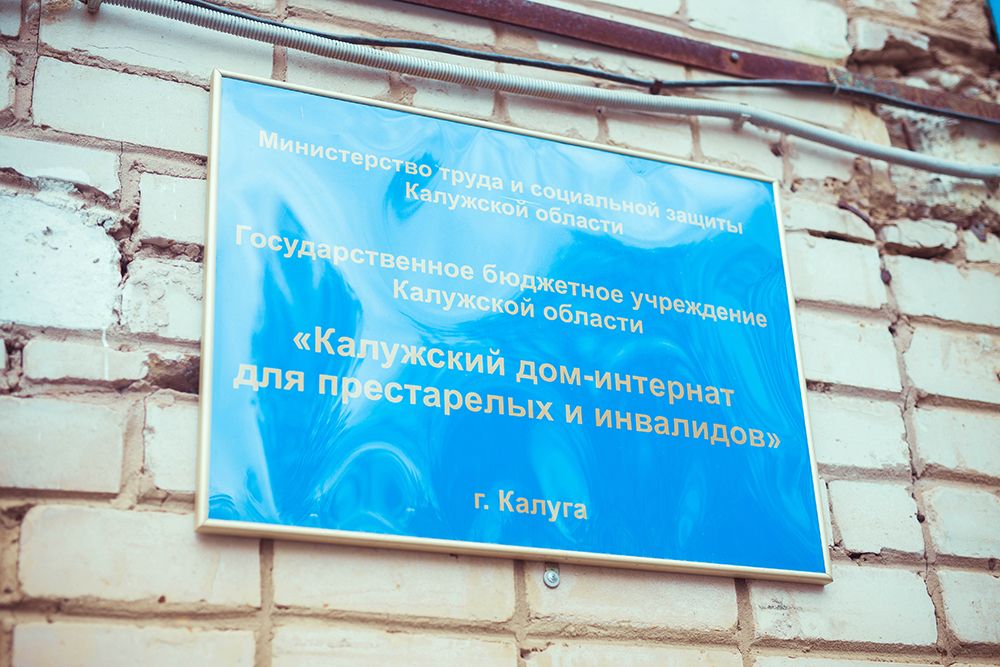 Министерство труда и социальной защиты
Калужской области
Государственное бюджетное учреждение
Калужской области
«Калужский дом-интернат
для престарелых и инвалидов»
г. Калуга